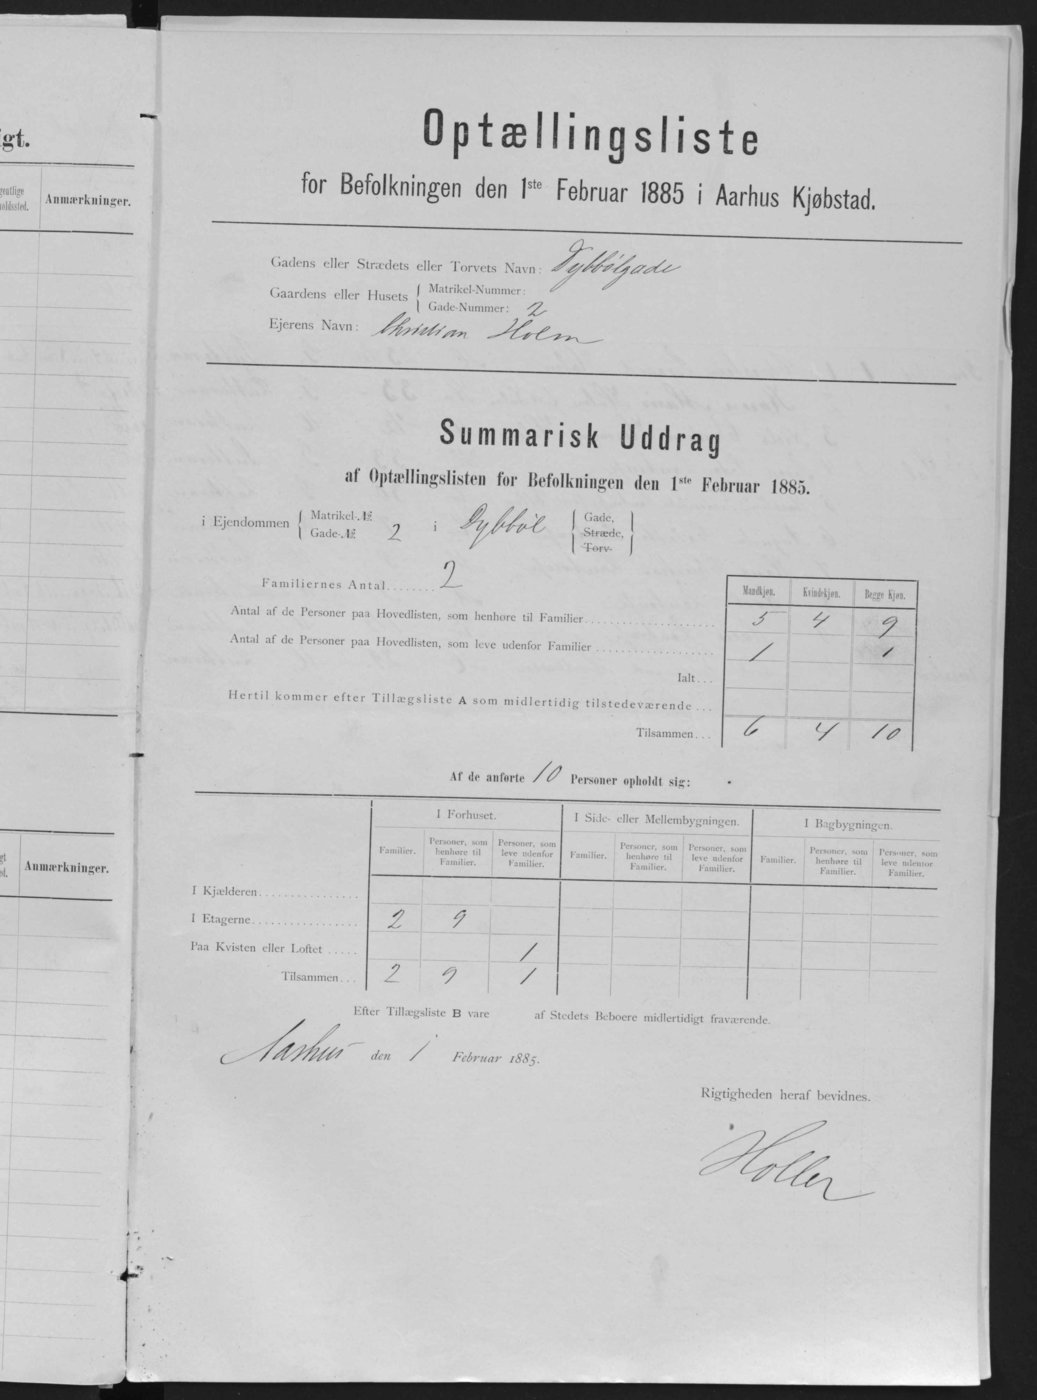 igt.
gentlige
holdssted.
Anmærkninger.
Anmærkninger.
Optællingsliste
for Befolkningen den 1ste Februar 1885 i Aarhus Kjøbstad.
Gadens eller Strædets eller Torvets Navn: Dybbölgade
Gaardens eller Husets { Matrikel-Nummer:
Gade-Nummer: 2
Ejerens Navn: Christian Holm
Summarisk Uddrag
af Optællingslisten for Befolkningen den 1ste Februar 1885.
i Ejendommen { Matrikel-№
Gade-№ 2 i Dybböl { Gade, Stræde, Torv. }
Familiernes Antal....... 2
Mandkjøn. Kvindekjøn. Begge Kjøn.
Antal af de Personer paa Hovedlisten, som henhøre til Familier 5 4 9
Antal af de Personer paa Hovedlisten, som leve udenfor Familier 1 1
Ialt...
Hertil kommer efter Tillægsliste A som midlertidig tilstedeværende ...
Tilsammen... 6 4 10
Af de anførte 10 Personer opholdt sig:
I Forhuset. I Side- eller Mellembygningen. I Bagbygningen.
Familier. Personer, som henhøre til Familier. Personer, som leve udenfor Familier. Familier. Personer, som henhøre til Familier. Personer, som leve udenfor Familier. Familier. Personer, som henhøre til Familier. Personer, som leve udenfor Familier.
I Kjælderen
I Etagerne 2 9
Paa Kvisten eller Loftet 1
Tilsammen... 2 9 1
Efter Tillægsliste B vare af Stedets Beboere midlertidigt fraværende.
Aarhus den 1 Februar 1885.
Rigtigheden heraf bevidnes.
Holler